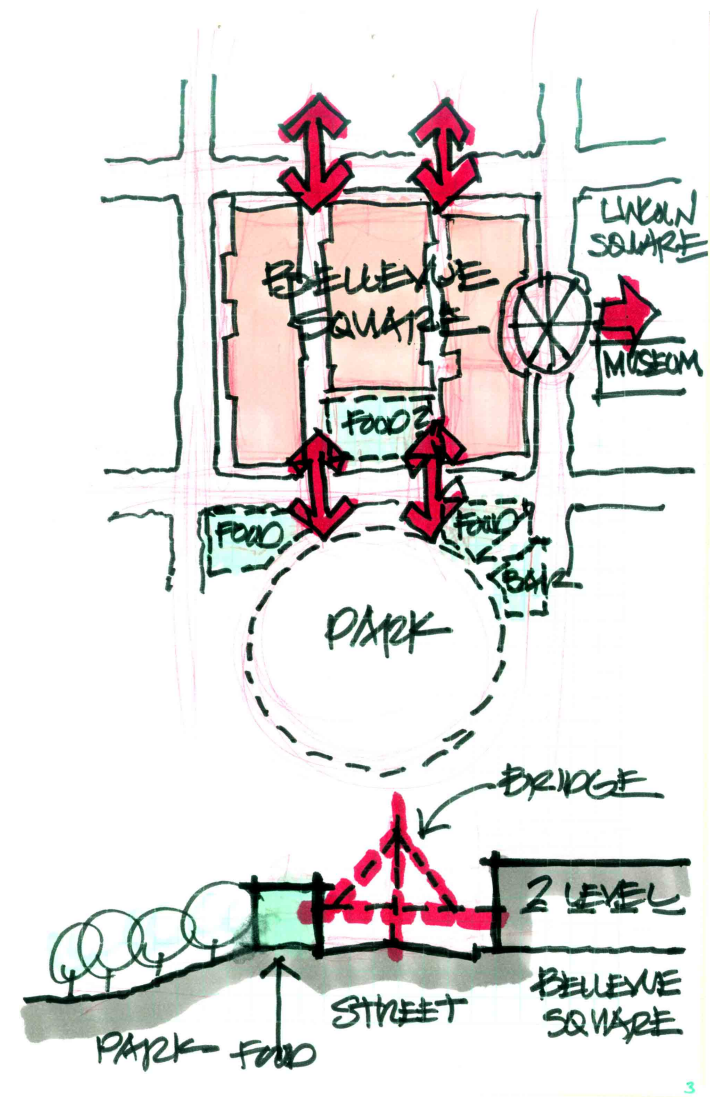 LINCOLN
SQUARE
BELLEVUE
SQUARE
MUSEUM
FOOD?
FOOD
FOOD
BAR
PARK
BRIDGE
2 LEVEL
BELLEVUE
SQUARE
STREET
PARK
FOOD
3